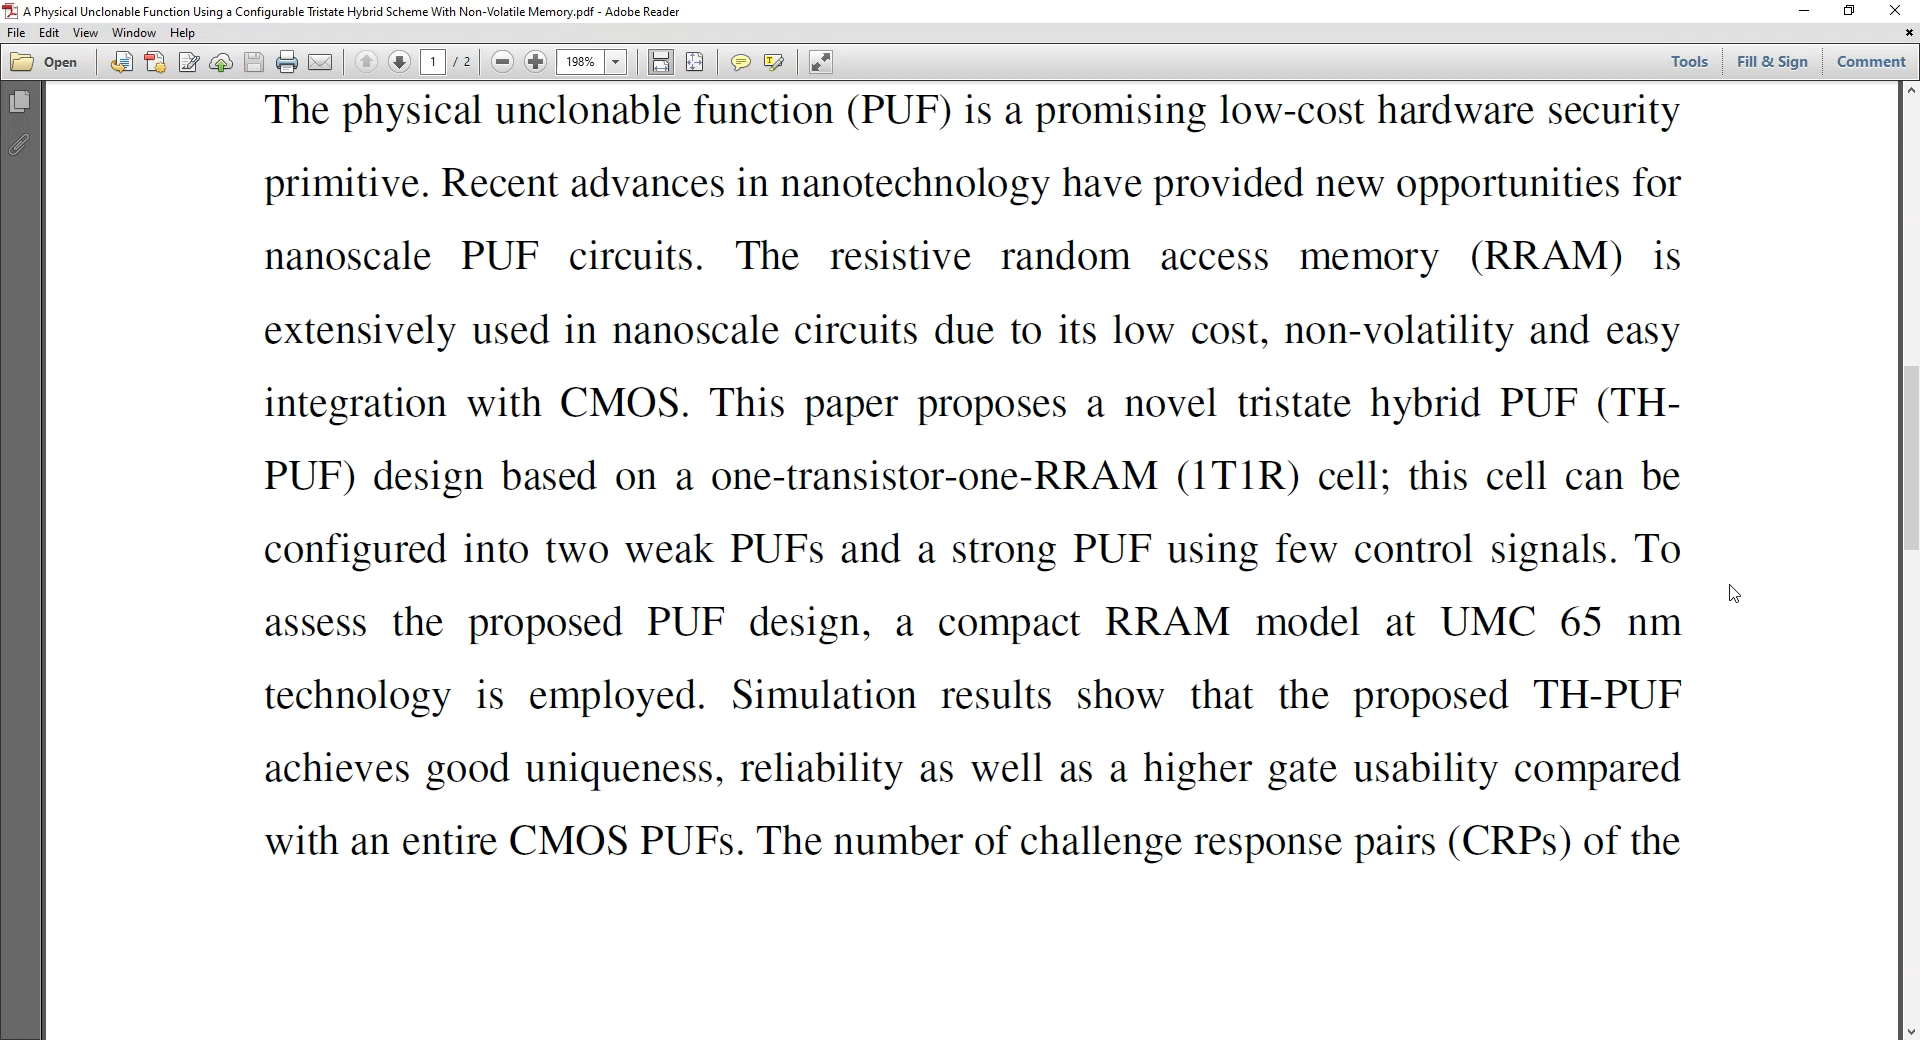 A Physical Unclonable Function Using a Configurable Tristate Hybrid Scheme With Non-Volatile Memory.pdf - Adobe Reader
File Edit View Window Help
Open 1 / 2 198% Tools Fill & Sign Comment
The physical unclonable function (PUF) is a promising low-cost hardware security
primitive. Recent advances in nanotechnology have provided new opportunities for
nanoscale PUF circuits. The resistive random access memory (RRAM) is
extensively used in nanoscale circuits due to its low cost, non-volatility and easy
integration with CMOS. This paper proposes a novel tristate hybrid PUF (TH-
PUF) design based on a one-transistor-one-RRAM (1T1R) cell; this cell can be
configured into two weak PUFs and a strong PUF using few control signals. To
assess the proposed PUF design, a compact RRAM model at UMC 65 nm
technology is employed. Simulation results show that the proposed TH-PUF
achieves good uniqueness, reliability as well as a higher gate usability compared
with an entire CMOS PUFs. The number of challenge response pairs (CRPs) of the